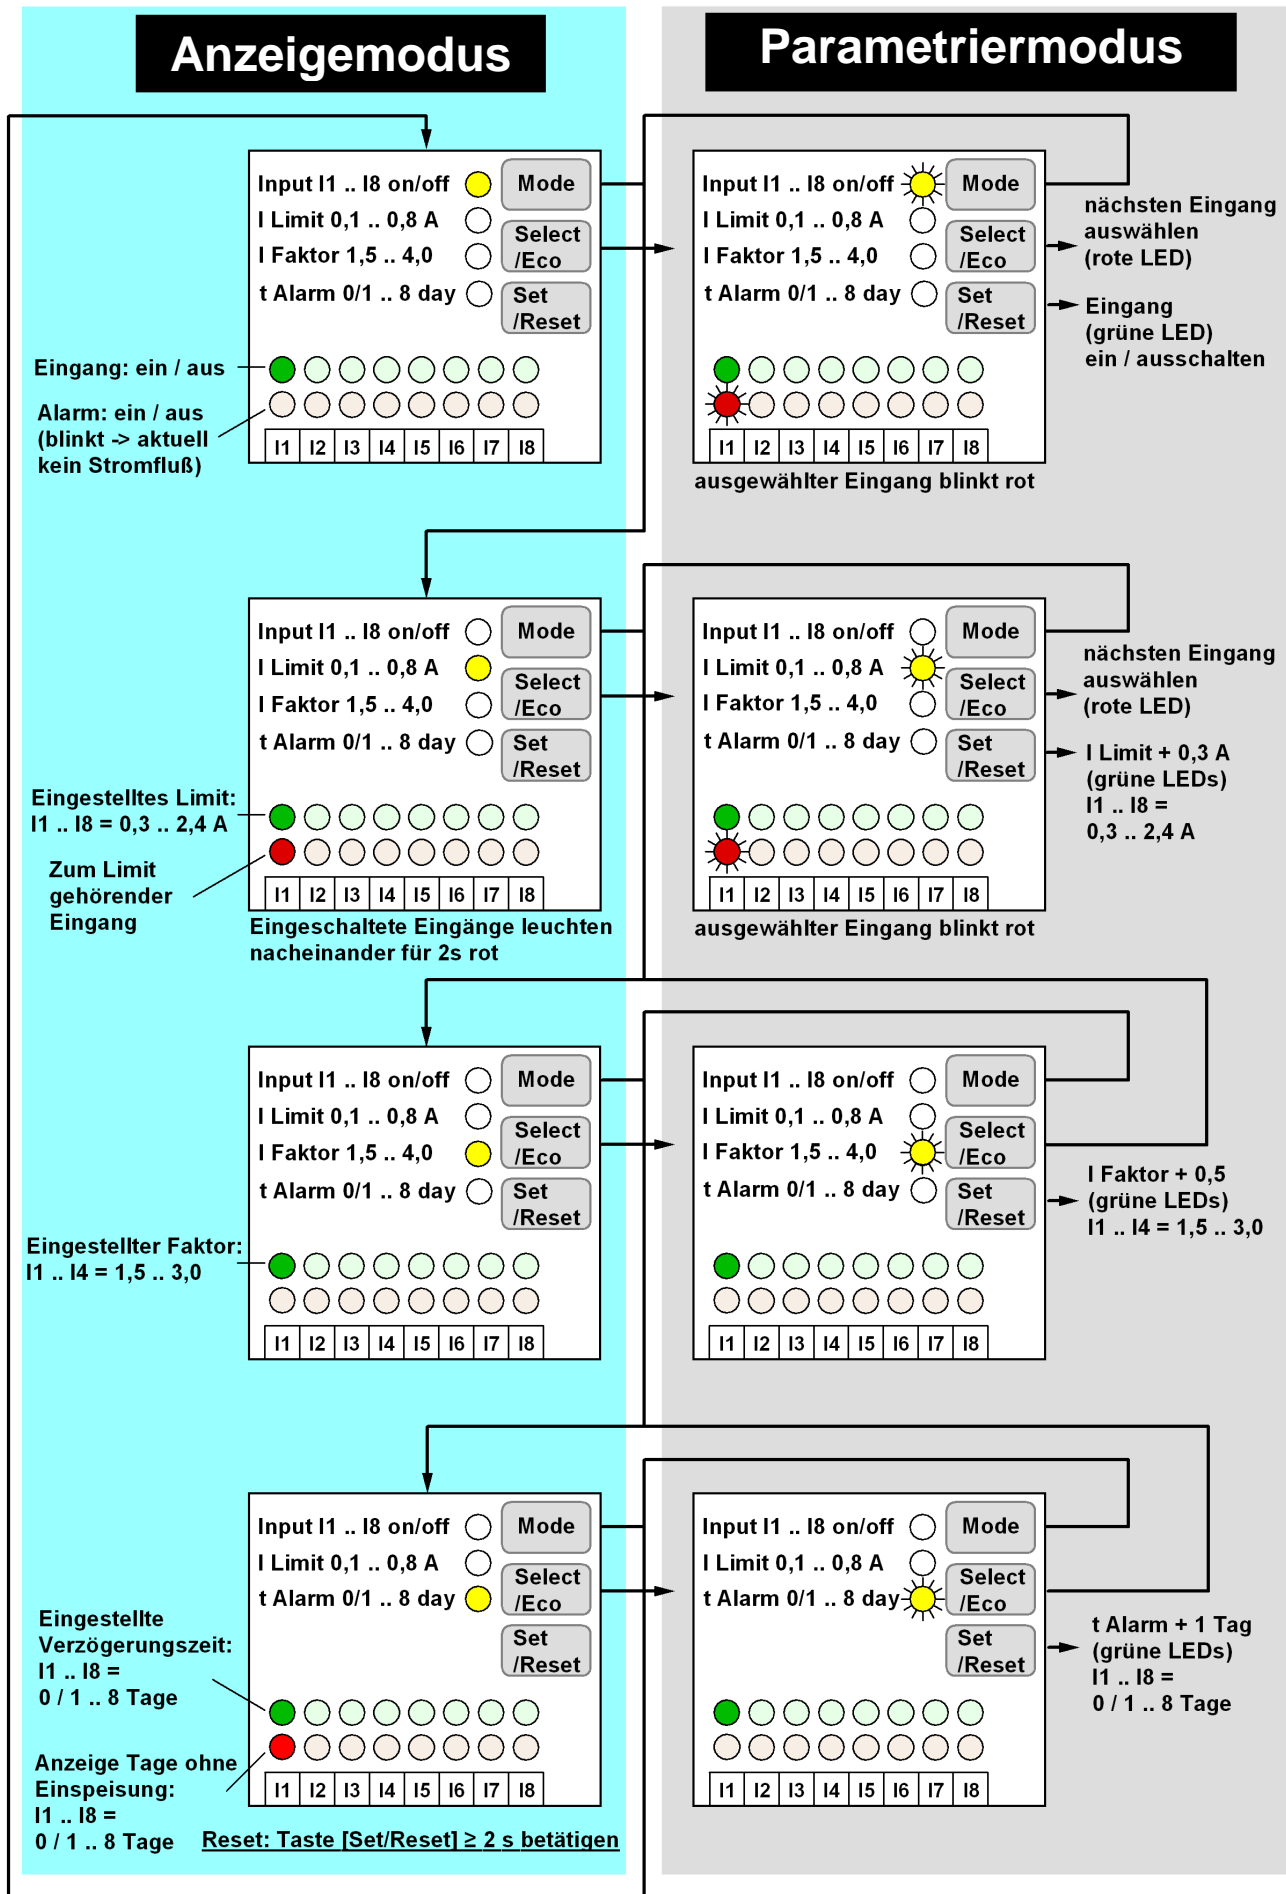 Anzeigemodus
Parametriermodus
Input I1 .. I8 on/off
Mode
I Limit 0,1 .. 0,8 A
Select
/Eco
I Faktor 1,5 .. 4,0
t Alarm 0/1 .. 8 day
Set
/Reset
Eingang: ein / aus
Alarm: ein / aus
(blinkt -> aktuell
kein Stromfluß)
I1 I2 I3 I4 I5 I6 I7 I8
Input I1 .. I8 on/off
Mode
I Limit 0,1 .. 0,8 A
Select
/Eco
I Faktor 1,5 .. 4,0
t Alarm 0/1 .. 8 day
Set
/Reset
nächsten Eingang
auswählen
(rote LED)
Eingang
(grüne LED)
ein / ausschalten
I1 I2 I3 I4 I5 I6 I7 I8
ausgewählter Eingang blinkt rot
Input I1 .. I8 on/off
Mode
I Limit 0,1 .. 0,8 A
Select
/Eco
I Faktor 1,5 .. 4,0
t Alarm 0/1 .. 8 day
Set
/Reset
Eingestelltes Limit:
I1 .. I8 = 0,3 .. 2,4 A
Zum Limit
gehörender
Eingang
I1 I2 I3 I4 I5 I6 I7 I8
Eingeschaltete Eingänge leuchten
nacheinander für 2s rot
Input I1 .. I8 on/off
Mode
I Limit 0,1 .. 0,8 A
Select
/Eco
I Faktor 1,5 .. 4,0
t Alarm 0/1 .. 8 day
Set
/Reset
nächsten Eingang
auswählen
(rote LED)
I Limit + 0,3 A
(grüne LEDs)
I1 .. I8 =
0,3 .. 2,4 A
I1 I2 I3 I4 I5 I6 I7 I8
ausgewählter Eingang blinkt rot
Input I1 .. I8 on/off
Mode
I Limit 0,1 .. 0,8 A
Select
/Eco
I Faktor 1,5 .. 4,0
t Alarm 0/1 .. 8 day
Set
/Reset
Eingestellter Faktor:
I1 .. I4 = 1,5 .. 3,0
I1 I2 I3 I4 I5 I6 I7 I8
Input I1 .. I8 on/off
Mode
I Limit 0,1 .. 0,8 A
Select
/Eco
I Faktor 1,5 .. 4,0
t Alarm 0/1 .. 8 day
Set
/Reset
I Faktor + 0,5
(grüne LEDs)
I1 .. I4 = 1,5 .. 3,0
I1 I2 I3 I4 I5 I6 I7 I8
Input I1 .. I8 on/off
Mode
I Limit 0,1 .. 0,8 A
Select
/Eco
t Alarm 0/1 .. 8 day
Set
/Reset
Eingestellte
Verzögerungszeit:
I1 .. I8 =
0 / 1 .. 8 Tage
Anzeige Tage ohne
Einspeisung:
I1 .. I8 =
0 / 1 .. 8 Tage
I1 I2 I3 I4 I5 I6 I7 I8
Reset: Taste [Set/Reset] ≥ 2 s betätigen
Input I1 .. I8 on/off
Mode
I Limit 0,1 .. 0,8 A
Select
/Eco
t Alarm 0/1 .. 8 day
Set
/Reset
t Alarm + 1 Tag
(grüne LEDs)
I1 .. I8 =
0 / 1 .. 8 Tage
I1 I2 I3 I4 I5 I6 I7 I8